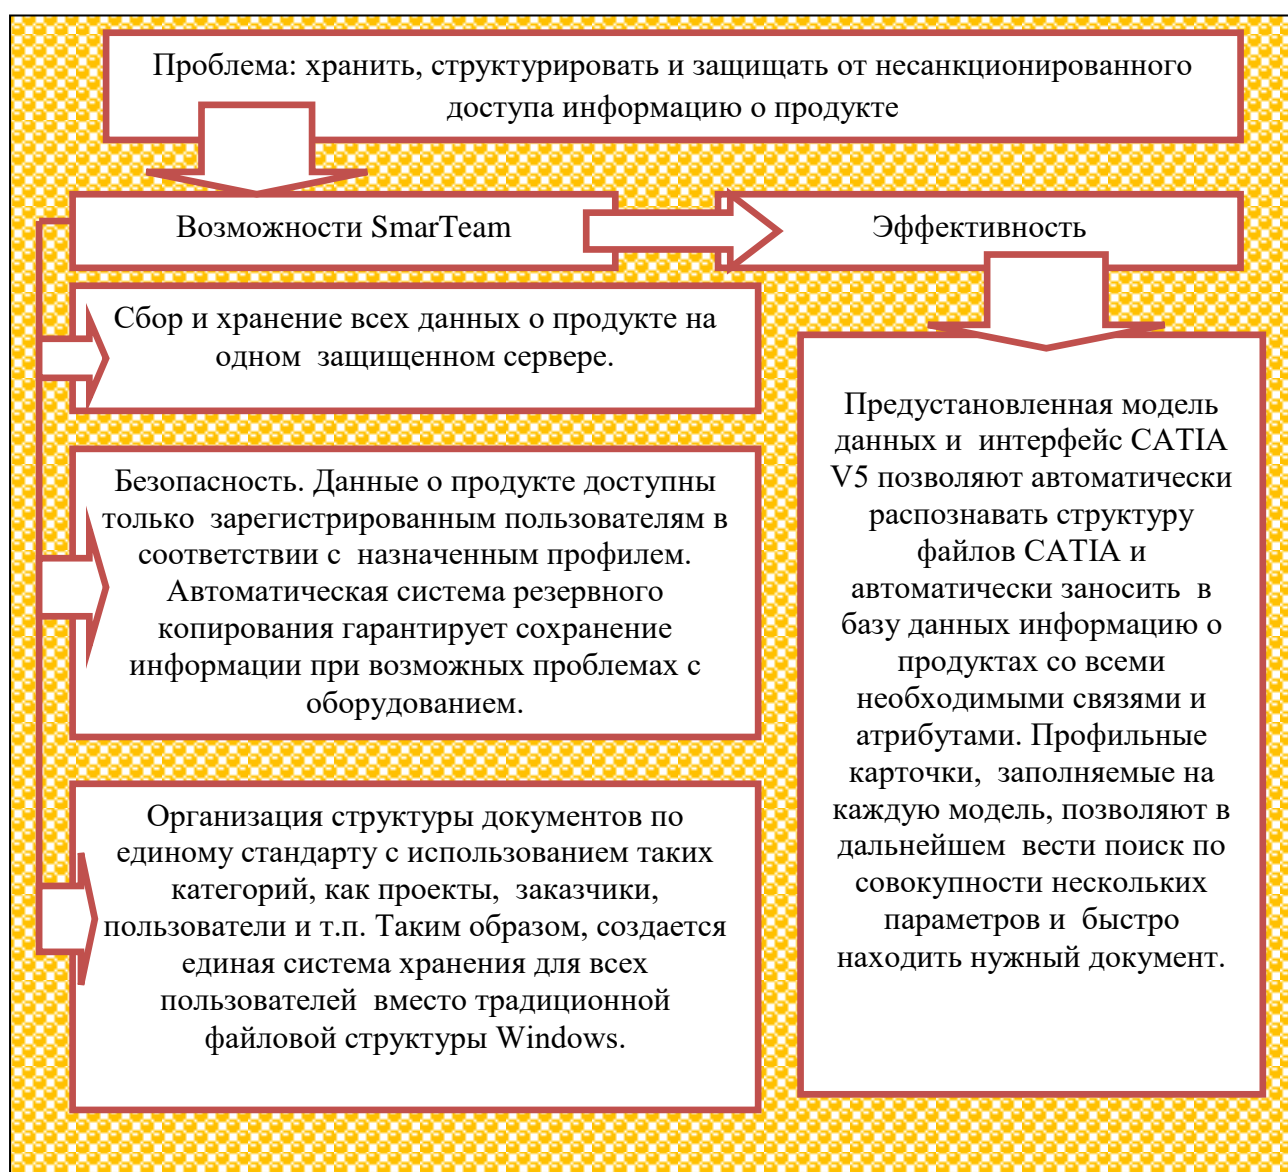 Проблема: хранить, структурировать и защищать от несанкционированного
доступа информацию о продукте
Возможности SmarTeam
Эффективность
Сбор и хранение всех данных о продукте на
одном защищенном сервере.
Безопасность. Данные о продукте доступны
только зарегистрированным пользователям в
соответствии с назначенным профилем.
Автоматическая система резервного
копирования гарантирует сохранение
информации при возможных проблемах с
оборудованием.
Организация структуры документов по
единому стандарту с использованием таких
категорий, как проекты, заказчики,
пользователи и т.п. Таким образом, создается
единая система хранения для всех
пользователей вместо традиционной
файловой структуры Windows.
Предустановленная модель
данных и интерфейс CATIA
V5 позволяют автоматически
распознавать структуру
файлов CATIA и
автоматически заносить в
базу данных информацию о
продуктах со всеми
необходимыми связями и
атрибутами. Профильные
карточки, заполняемые на
каждую модель, позволяют в
дальнейшем вести поиск по
совокупности нескольких
параметров и быстро
находить нужный документ.